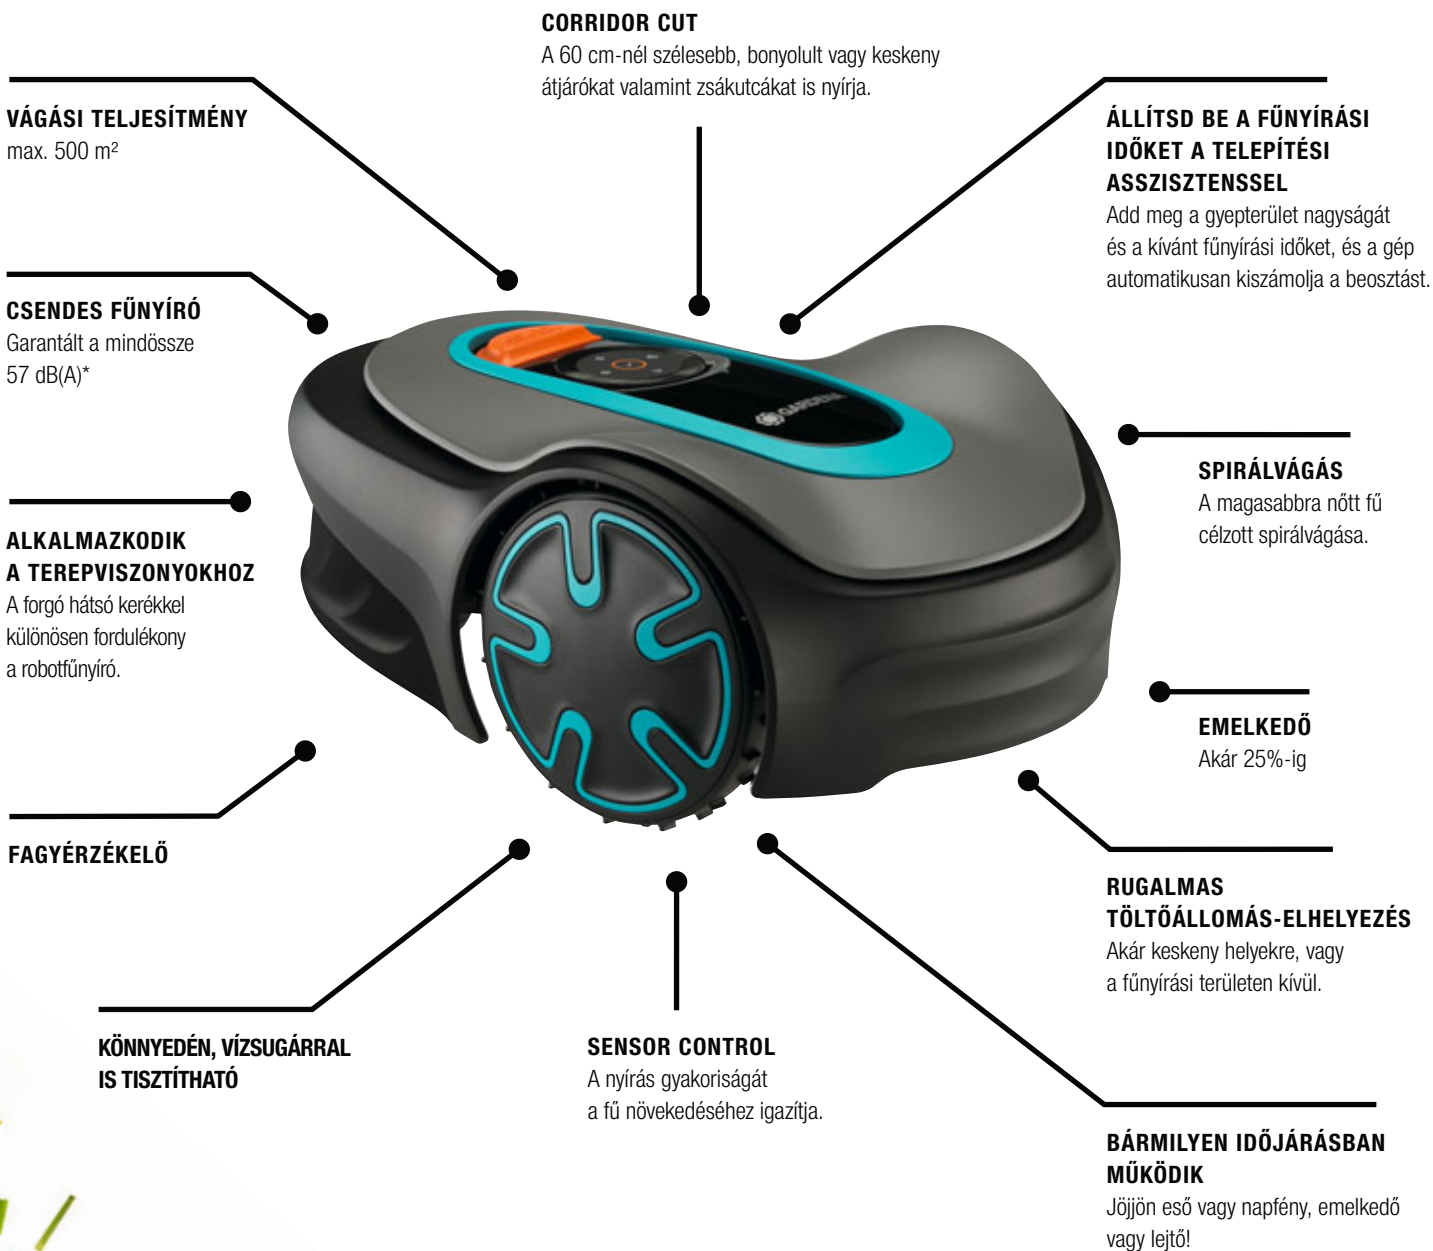 CORRIDOR CUT
A 60 cm-nél szélesebb, bonyolult vagy keskeny
átjárókat valamint zsákutcákat is nyírja.
VÁGÁSI TELJESÍTMÉNY
max. 500 m²
ÁLLÍTSD BE A FŰNYÍRÁSI
IDŐKET A TELEPÍTÉSI
ASSZISZTENSSEL
Add meg a gyepterület nagyságát
és a kívánt fűnyírási időket, és a gép
automatikusan kiszámolja a beosztást.
CSENDES FŰNYÍRÓ
Garantált a mindössze
57 dB(A)*
GARDENA
SPIRÁLVÁGÁS
A magasabbra nőtt fű
célzott spirálvágása.
ALKALMAZKODIK
A TEREPVISZONYOKHOZ
A forgó hátsó kerékkel
különösen fordulékony
a robotfűnyíró.
EMELKEDŐ
Akár 25%-ig
FAGYÉRZÉKELŐ
RUGALMAS
TÖLTŐÁLLOMÁS-ELHELYEZÉS
Akár keskeny helyekre, vagy
a fűnyírási területen kívül.
KÖNNYEDÉN, VÍZSUGÁRRAL
IS TISZTÍTHATÓ
SENSOR CONTROL
A nyírás gyakoriságát
a fű növekedéséhez igazítja.
BÁRMILYEN IDŐJÁRÁSBAN
MŰKÖDIK
Jöjjön eső vagy napfény, emelkedő
vagy lejtő!